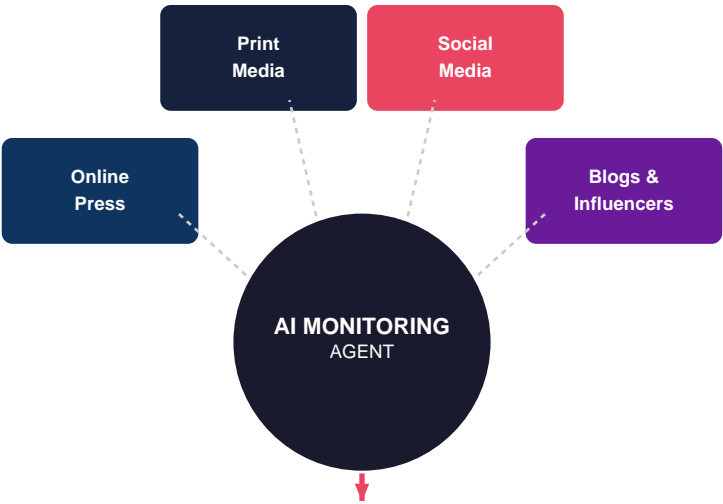 Print
Media
Social
Media
Online
Press
Blogs &
Influencers
AI MONITORING
AGENT